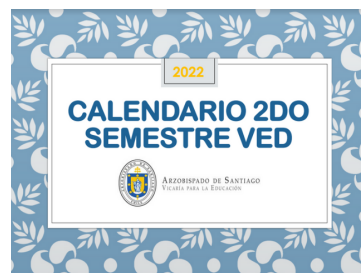 2022
CALENDARIO 2DO
SEMESTRE VED
ARZOBISPADO DE SANTIAGO
VICARÍA PARA LA EDUCACIÓN